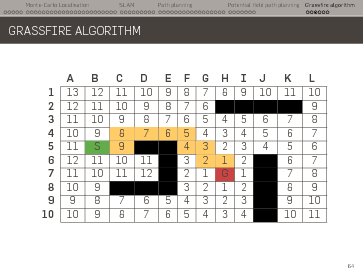 Monte-Carlo Localisation SLAM Path planning Potential field path planning Grassfire algorithm
GRASSFIRE ALGORITHM
A B C D E F G H I J K L
1 13 12 11 10 9 8 7 8 9 10 11 10
2 12 11 10 9 8 7 6 9
3 11 10 9 8 7 6 5 4 5 6 7 8
4 10 9 8 7 6 5 4 3 4 5 6 7
5 11 S 9 4 3 2 3 4 5 6
6 12 11 10 11 3 2 1 2 6 7
7 11 10 11 12 2 1 G 1 7 8
8 10 9 3 2 1 2 8 9
9 9 8 7 6 5 4 3 2 3 9 10
10 10 9 8 7 6 5 4 3 4 10 11